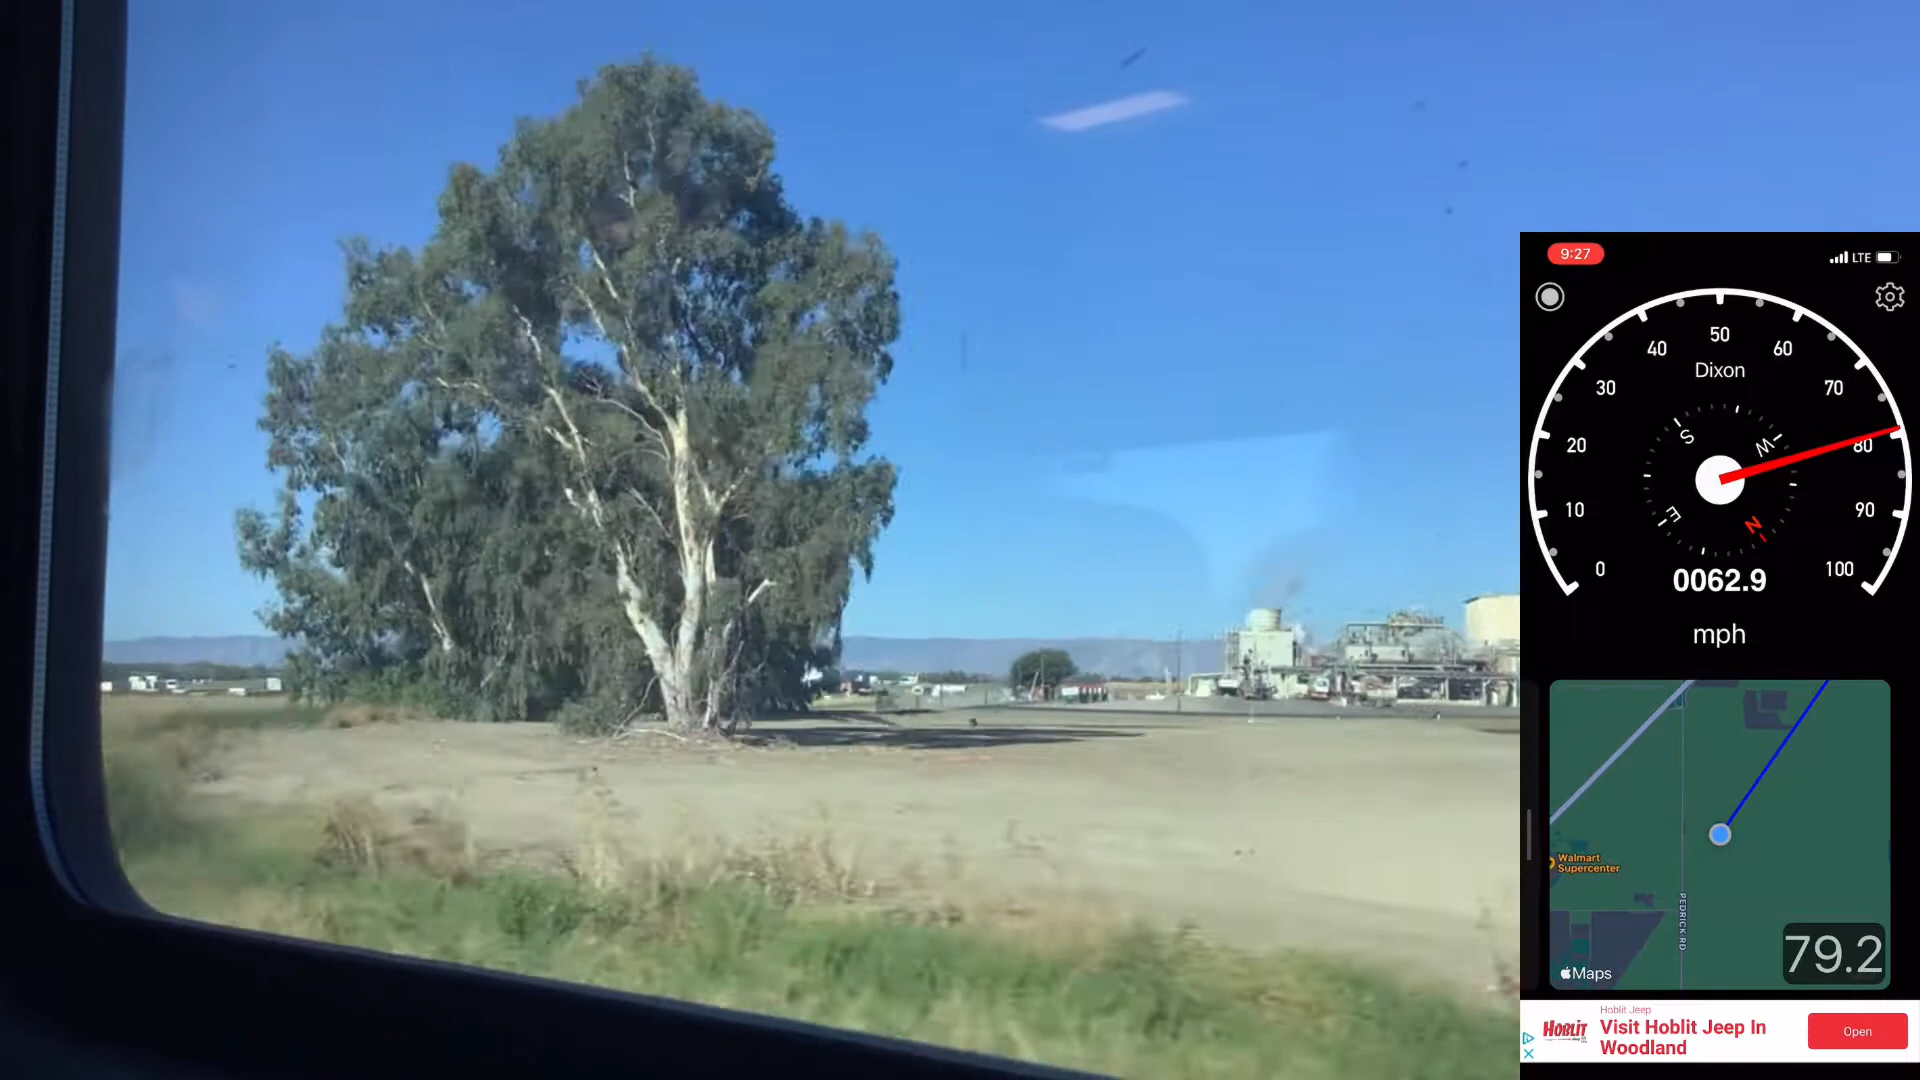 9:27
LTE
50
40
60
Dixon
30
70
S
W
20
80
E
N
10
90
0
100
0062.9
mph
Walmart
Supercenter
PEDRICK RD
79.2
Maps
Hoblit Jeep
HOBLIT
Visit Hoblit Jeep In
Woodland
Open